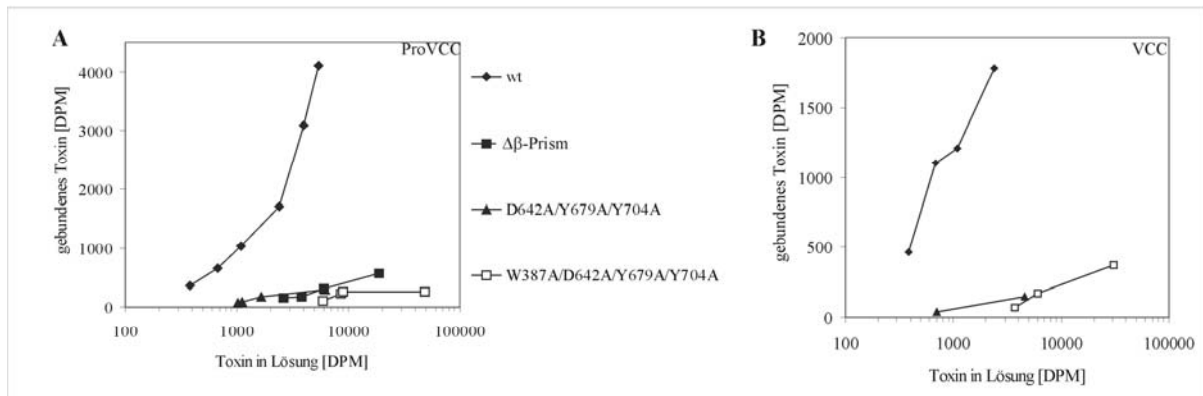 A
ProVCC
gebundenes Toxin [DPM]
4000
3000
2000
1000
0
100 1000 10000 100000
Toxin in Lösung [DPM]
wt
Δβ-Prism
D642A/Y679A/Y704A
W387A/D642A/Y679A/Y704A
B
VCC
gebundenes Toxin [DPM]
2000
1500
1000
500
0
100 1000 10000 100000
Toxin in Lösung [DPM]